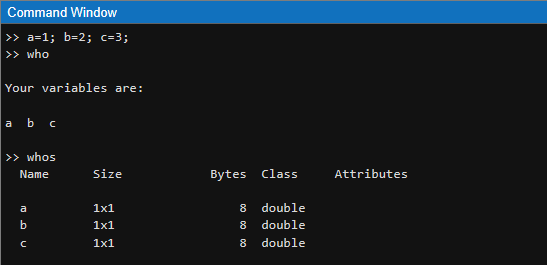 Command Window
>> a=1; b=2; c=3;
>> who
Your variables are:
a  b  c
>> whos
  Name      Size            Bytes  Class     Attributes
  a         1x1                 8  double
  b         1x1                 8  double
  c         1x1                 8  double